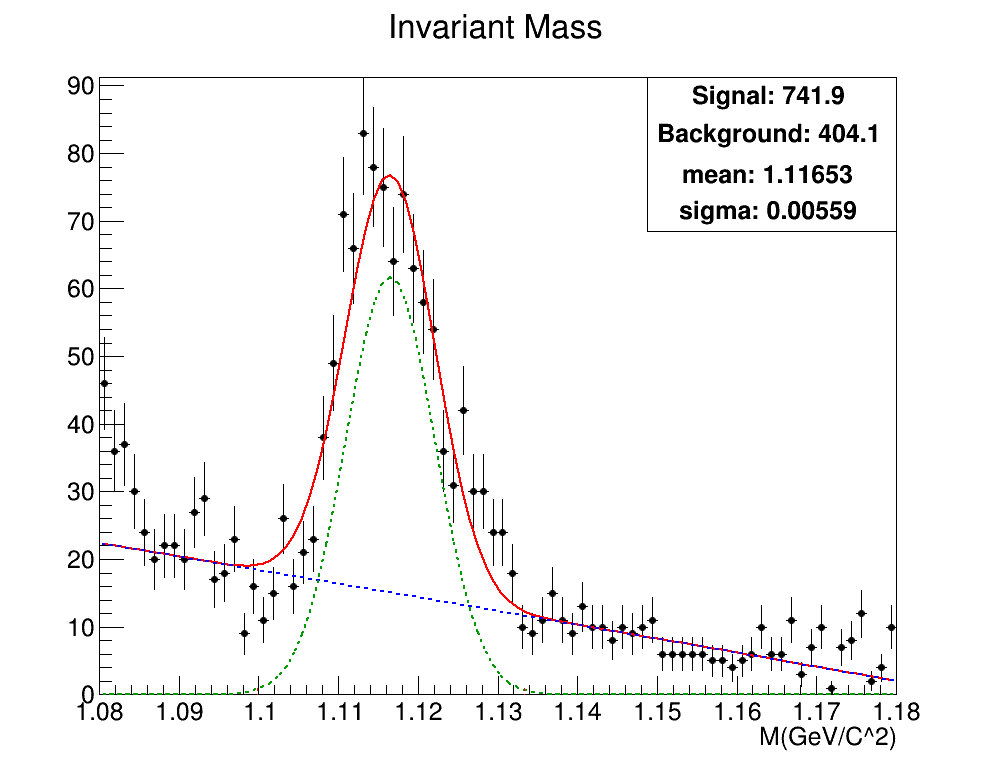 Invariant Mass
Signal: 741.9
Background: 404.1
mean: 1.11653
sigma: 0.00559
90
80
70
60
50
40
30
20
10
0
1.08 1.09 1.1 1.11 1.12 1.13 1.14 1.15 1.16 1.17 1.18
M(GeV/C^2)